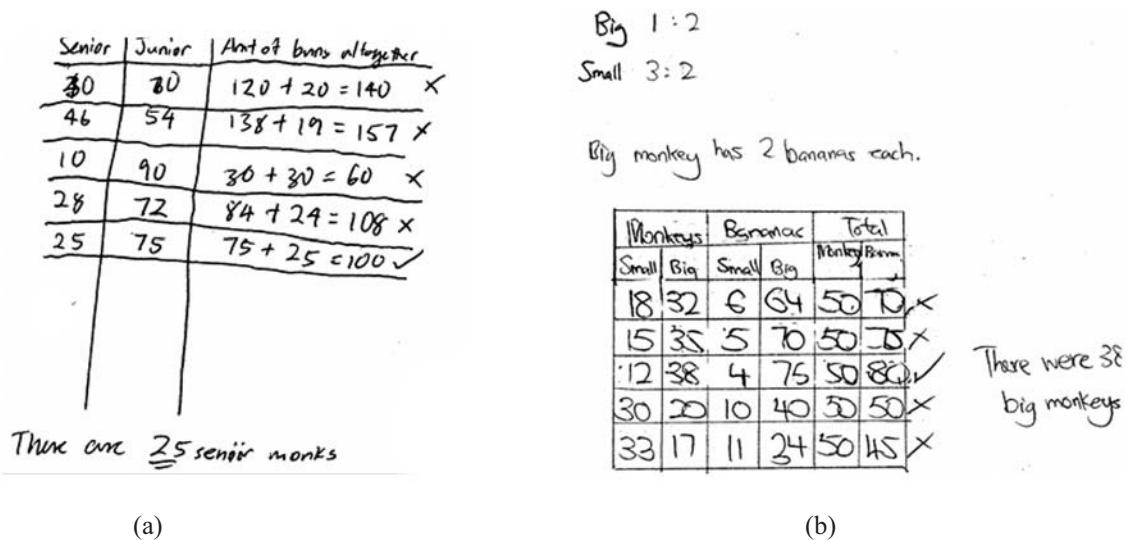 Senior Junior Amt of buns altogether
120 + 20 = 140 ×
46 54 138 + 19 = 157 ×
10 90 30 + 30 = 60 ×
28 72 84 + 24 = 108 ×
25 75 75 + 25 = 100 ✓
There are 25 senior monks
(a)
Big 1 : 2
Small 3 : 2
Big monkey has 2 bananas each.
Monkeys Bananac Total
Small Big Small Big Monkey
18 32 6 64 50 70 ×
15 35 5 70 50 75 ×
12 38 4 75 50 80 ✓
30 20 10 40 50 50 ×
33 17 11 34 50 45 ×
There were 38
big monkeys
(b)